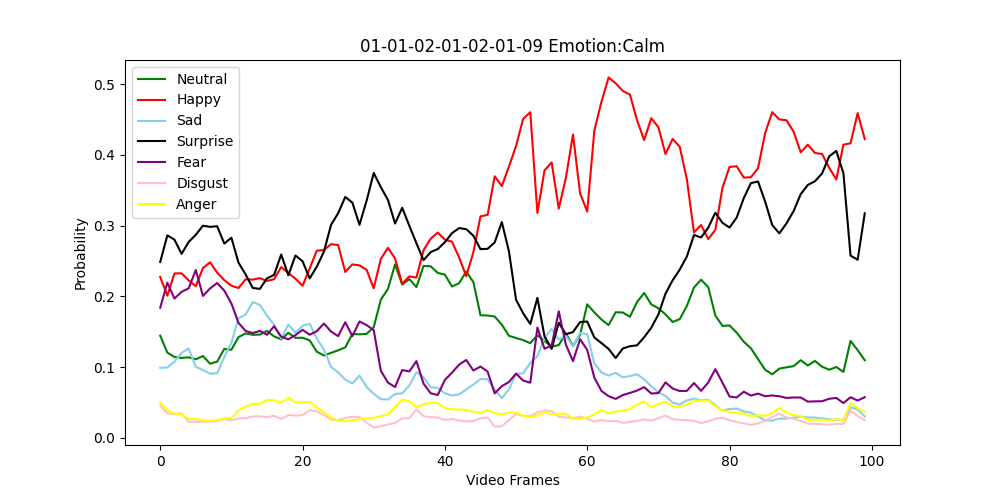 01-01-02-01-02-01-09 Emotion:Calm
Neutral
Happy
Sad
Surprise
Fear
Disgust
Anger
Probability
0.5
0.4
0.3
0.2
0.1
0.0
0 20 40 60 80 100
Video Frames